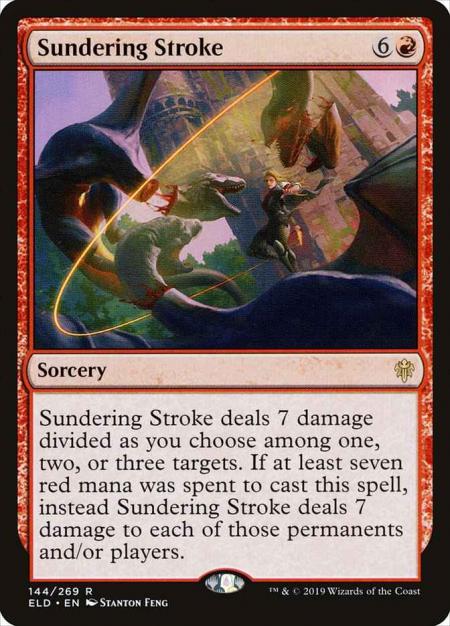 Sundering Stroke 6
Sorcery
Sundering Stroke deals 7 damage
divided as you choose among one,
two, or three targets. If at least seven
red mana was spent to cast this spell,
instead Sundering Stroke deals 7
damage to each of those permanents
and/or players.
144/269 R
ELD • EN STANTON FENG
™ & © 2019 Wizards of the Coast